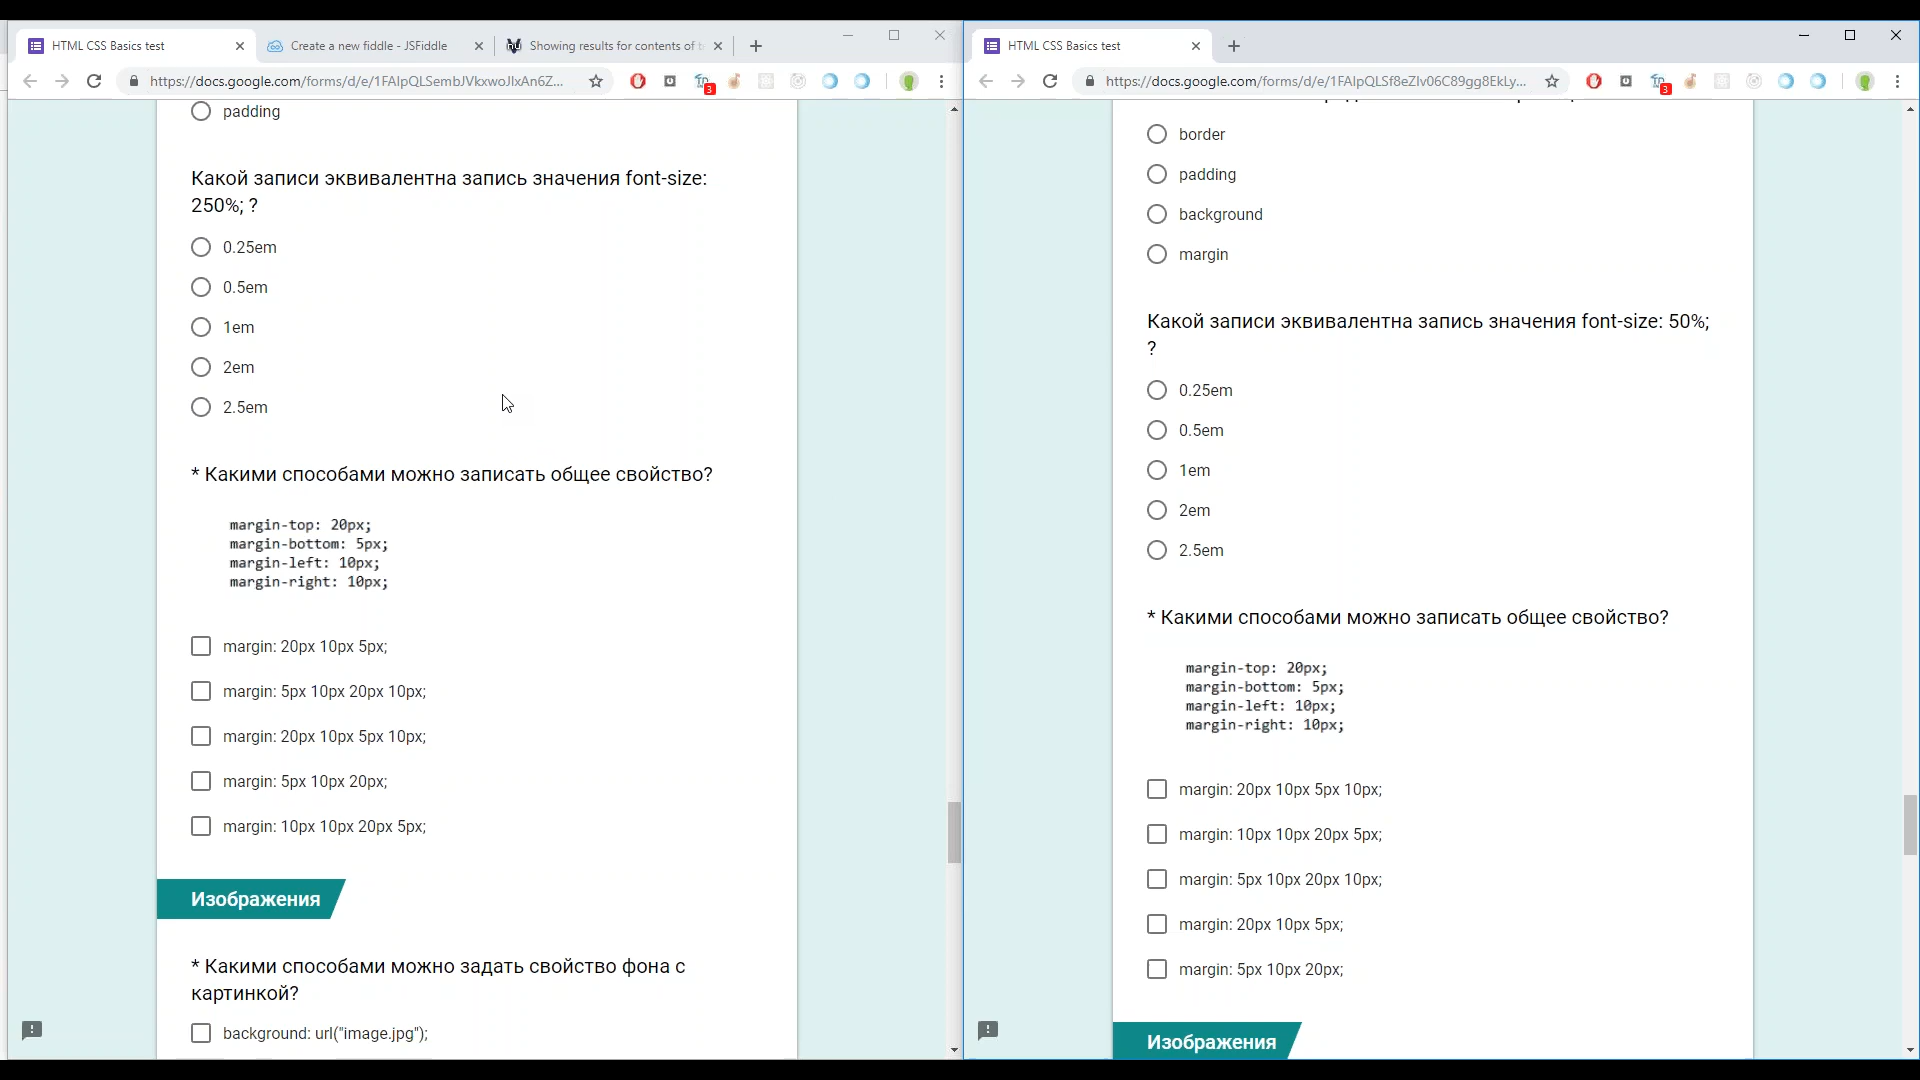 HTML CSS Basics test
Create a new fiddle - JSFiddle
Showing results for contents of
https://docs.google.com/forms/d/e/1FAIpQLSembJVkxwoJlxAn6Z...
3
padding
Какой записи эквивалентна запись значения font-size:
250%; ?
0.25em
0.5em
1em
2em
2.5em
* Какими способами можно записать общее свойство?
margin-top: 20px;
margin-bottom: 5px;
margin-left: 10px;
margin-right: 10px;
margin: 20px 10px 5px;
margin: 5px 10px 20px 10px;
margin: 20px 10px 5px 10px;
margin: 5px 10px 20px;
margin: 10px 10px 20px 5px;
Изображения
* Какими способами можно задать свойство фона с
картинкой?
background: url("image.jpg");
HTML CSS Basics test
https://docs.google.com/forms/d/e/1FAIpQLSf8eZlv06C89gg8EkLy...
3
border
padding
background
margin
Какой записи эквивалентна запись значения font-size: 50%;
?
0.25em
0.5em
1em
2em
2.5em
* Какими способами можно записать общее свойство?
margin-top: 20px;
margin-bottom: 5px;
margin-left: 10px;
margin-right: 10px;
margin: 20px 10px 5px 10px;
margin: 10px 10px 20px 5px;
margin: 5px 10px 20px 10px;
margin: 20px 10px 5px;
margin: 5px 10px 20px;
Изображения